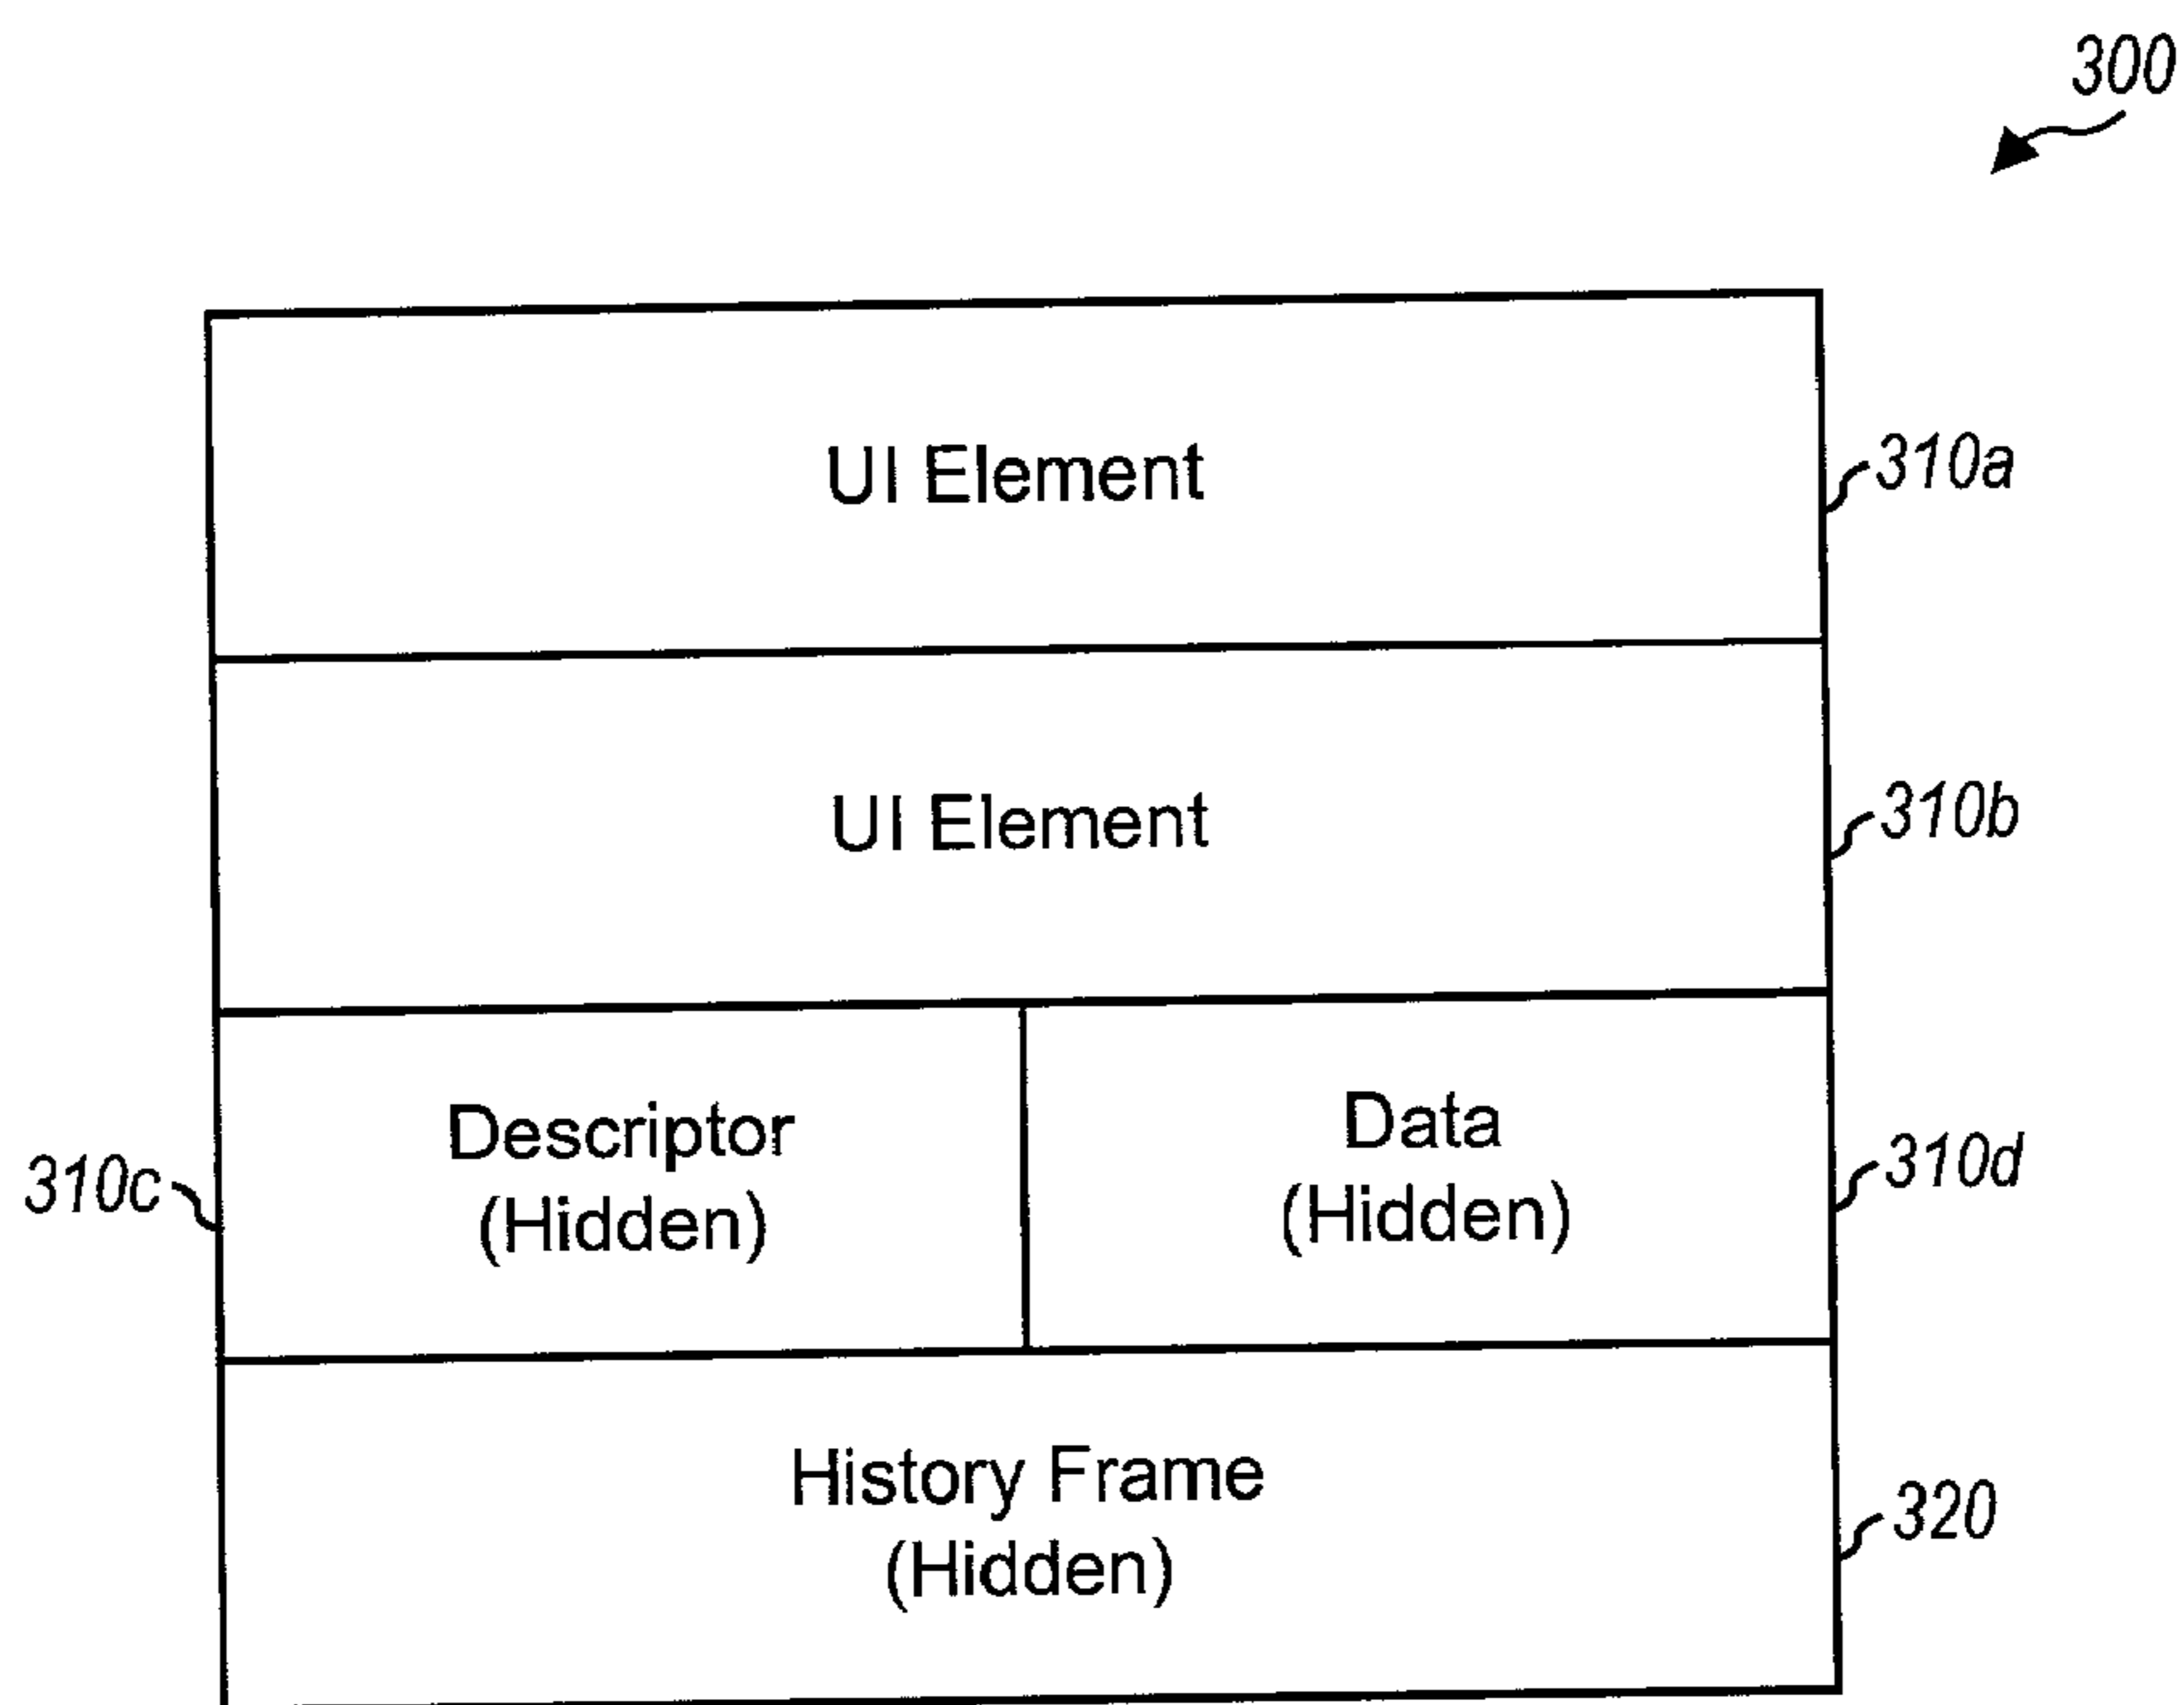 300
UI Element
310a
UI Element
310b
Descriptor
(Hidden)
Data
(Hidden)
310c
310d
History Frame
(Hidden)
320